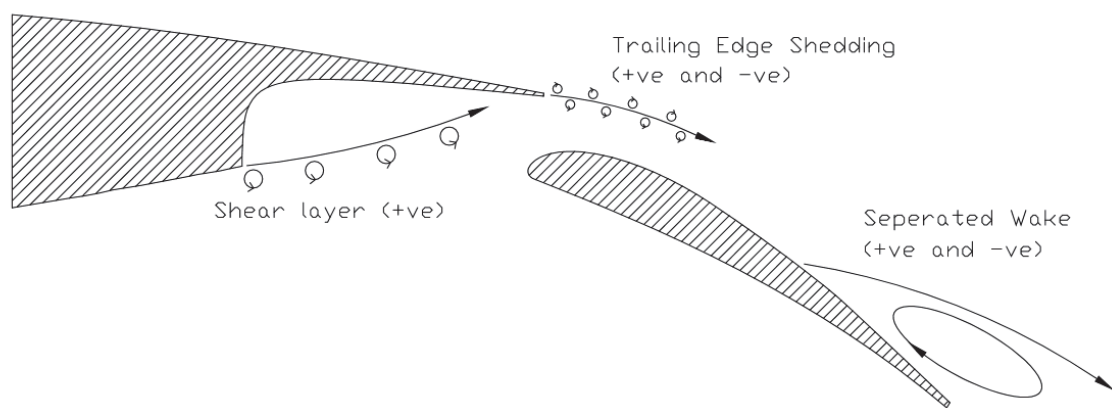 Trailing Edge Shedding
(+ve and -ve)
Shear layer (+ve)
Seperated Wake
(+ve and -ve)